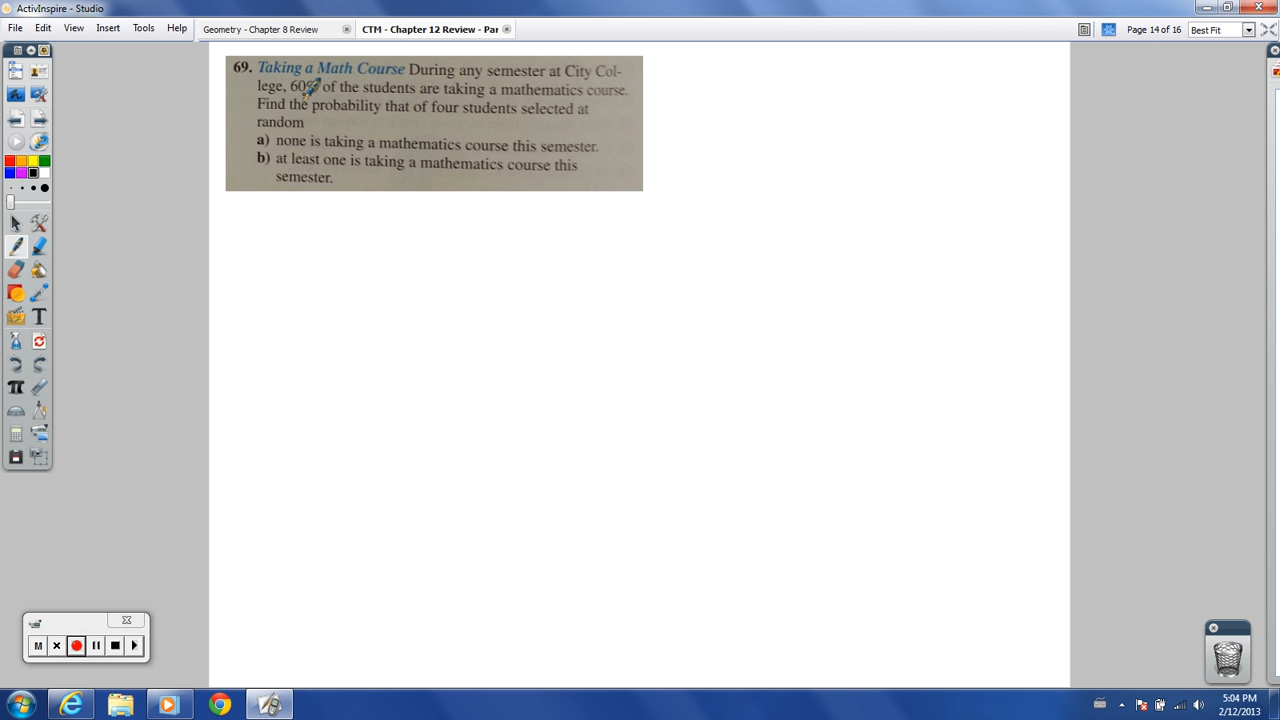 ActivInspire - Studio
File Edit View Insert Tools Help
Geometry - Chapter 8 Review
CTM - Chapter 12 Review - Par
Page 14 of 16
Best Fit
69. Taking a Math Course During any semester at City Col-
lege, 60% of the students are taking a mathematics course.
Find the probability that of four students selected at
random
a) none is taking a mathematics course this semester.
b) at least one is taking a mathematics course this
semester.
M
5:04 PM
2/12/2013